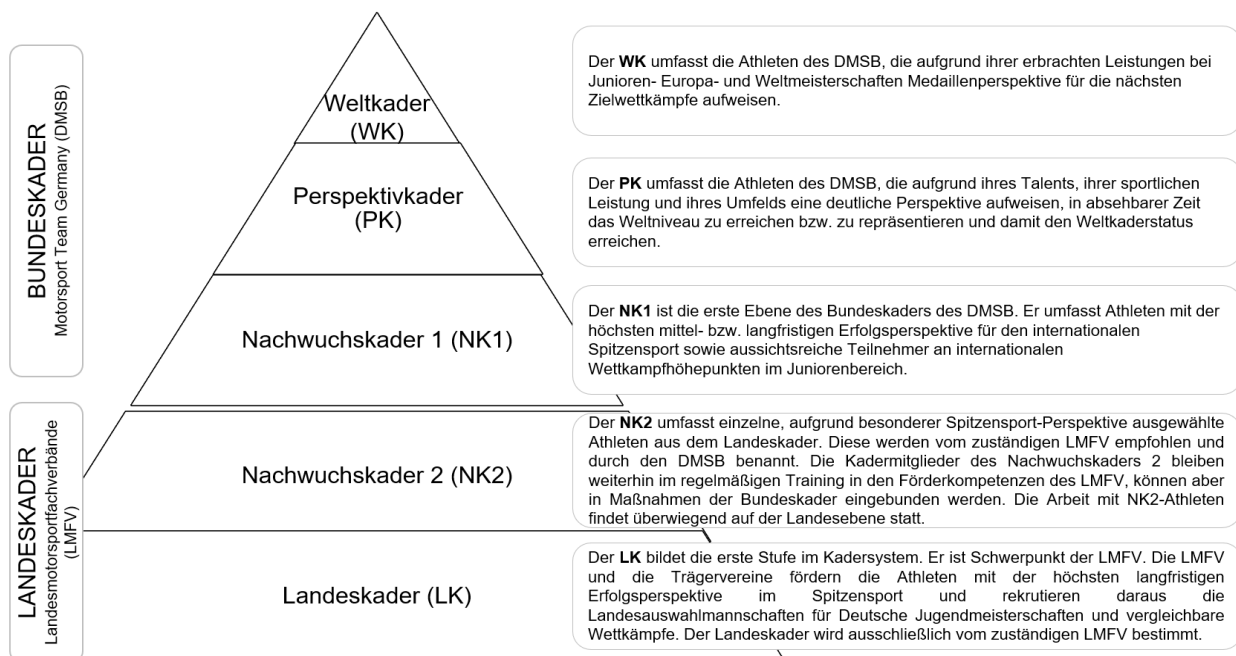 BUNDESKADER
Motorsport Team Germany (DMSB)
Weltkader
(WK)
Der WK umfasst die Athleten des DMSB, die aufgrund ihrer erbrachten Leistungen bei
Junioren- Europa- und Weltmeisterschaften Medaillenperspektive für die nächsten
Zielwettkämpfe aufweisen.
Perspektivkader
(PK)
Der PK umfasst die Athleten des DMSB, die aufgrund ihres Talents, ihrer sportlichen
Leistung und ihres Umfelds eine deutliche Perspektive aufweisen, in absehbarer Zeit
das Weltniveau zu erreichen bzw. zu repräsentieren und damit den Weltkaderstatus
erreichen.
Nachwuchskader 1 (NK1)
Der NK1 ist die erste Ebene des Bundeskaders des DMSB. Er umfasst Athleten mit der
höchsten mittel- bzw. langfristigen Erfolgsperspektive für den internationalen
Spitzensport sowie aussichtsreiche Teilnehmer an internationalen
Wettkampfhöhepunkten im Juniorenbereich.
LANDESKADER
Landesmotorsportfachverbände
(LMFV)
Nachwuchskader 2 (NK2)
Der NK2 umfasst einzelne, aufgrund besonderer Spitzensport-Perspektive ausgewählte
Athleten aus dem Landeskader. Diese werden vom zuständigen LMFV empfohlen und
durch den DMSB benannt. Die Kadermitglieder des Nachwuchskaders 2 bleiben
weiterhin im regelmäßigen Training in den Förderkompetenzen des LMFV, können aber
in Maßnahmen der Bundeskader eingebunden werden. Die Arbeit mit NK2-Athleten
findet überwiegend auf der Landesebene statt.
Landeskader (LK)
Der LK bildet die erste Stufe im Kadersystem. Er ist Schwerpunkt der LMFV. Die LMFV
und die Trägervereine fördern die Athleten mit der höchsten langfristigen
Erfolgsperspektive im Spitzensport und rekrutieren daraus die
Landesauswahlmannschaften für Deutsche Jugendmeisterschaften und vergleichbare
Wettkämpfe. Der Landeskader wird ausschließlich vom zuständigen LMFV bestimmt.